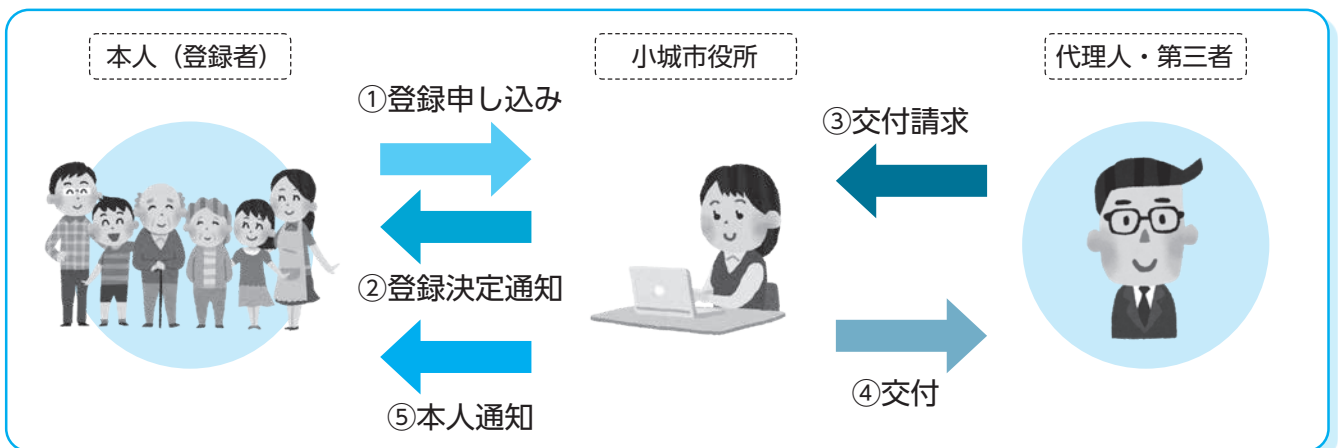 本人（登録者）
小城市役所
代理人・第三者
①登録申し込み
③交付請求
②登録決定通知
④交付
⑤本人通知